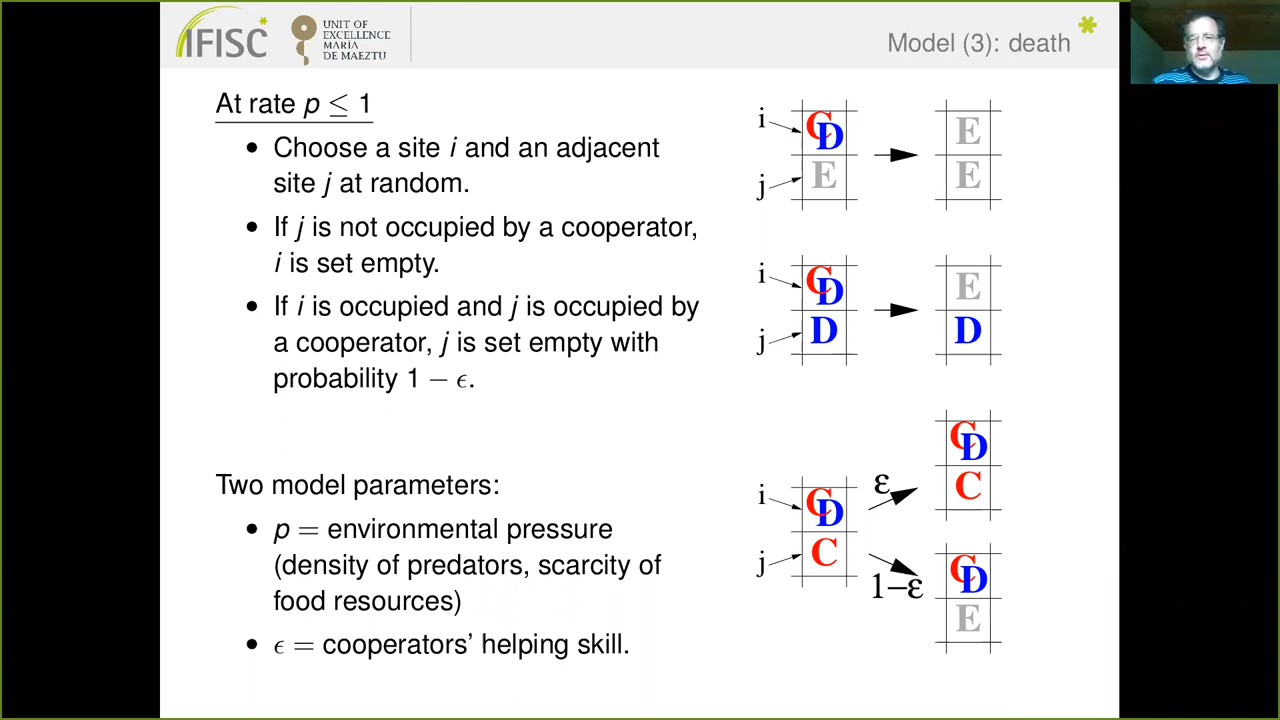 IFISC
UNIT OF
EXCELLENCE
MARÍA
DE MAEZTU
Model (3): death
At rate p ≤ 1
• Choose a site i and an adjacent
site j at random.
• If j is not occupied by a cooperator,
i is set empty.
• If i is occupied and j is occupied by
a cooperator, j is set empty with
probability 1 − ϵ.
Two model parameters:
• p = environmental pressure
(density of predators, scarcity of
food resources)
• ϵ = cooperators’ helping skill.
i C D E
j E E
i C D E
j D D
C D
C
ε
i C D
j C
1−ε
C D
E